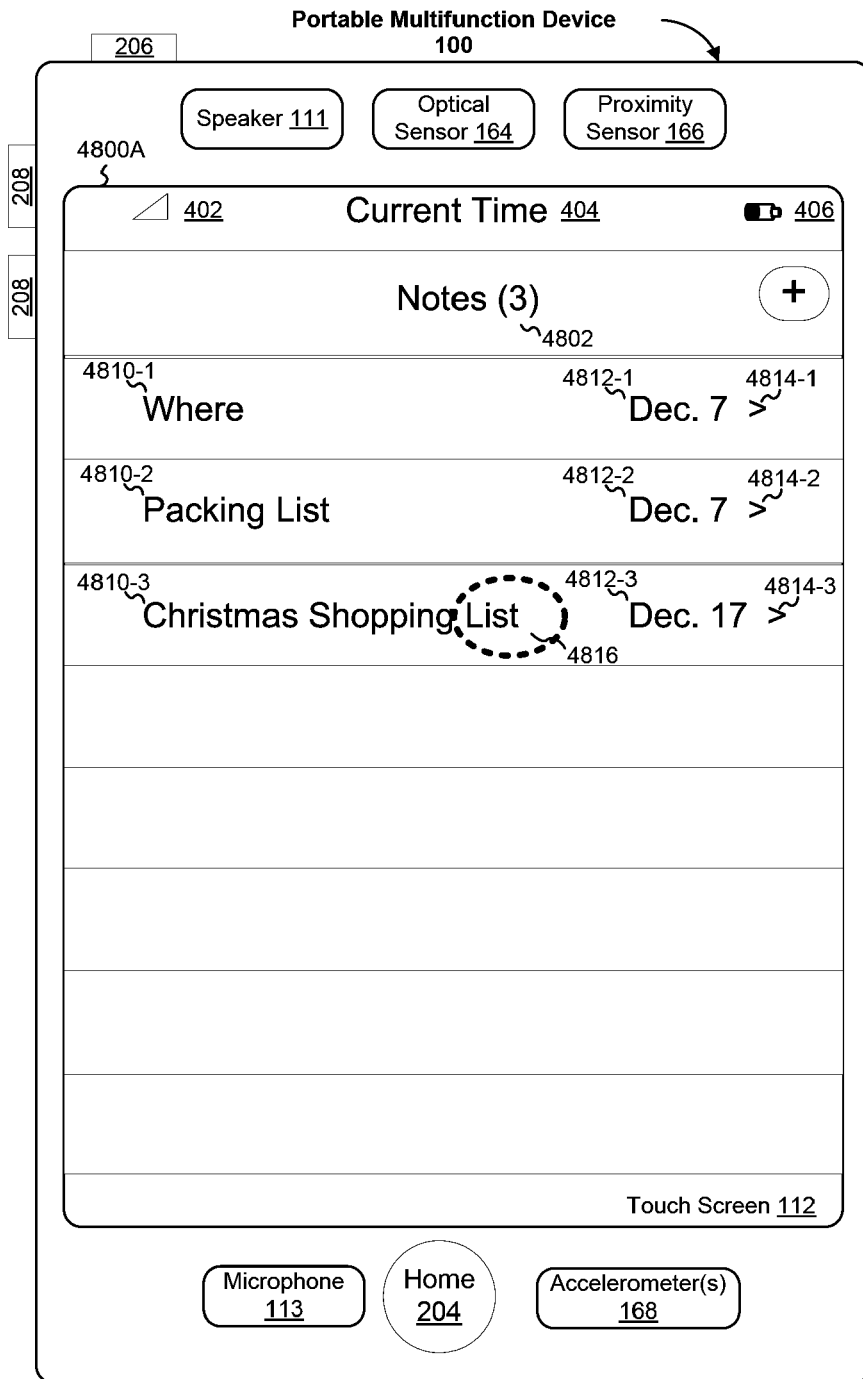 Portable Multifunction Device
100
206
Speaker 111
Optical
Sensor 164
Proximity
Sensor 166
4800A
208
208
402
Current Time 404
406
Notes (3)
+
4802
4810-1
4812-1
4814-1
Where
Dec. 7 >
4810-2
4812-2
4814-2
Packing List
Dec. 7 >
4810-3
4812-3
4814-3
Christmas Shopping List
Dec. 17 >
4816
Touch Screen 112
Microphone
113
Home
204
Accelerometer(s)
168